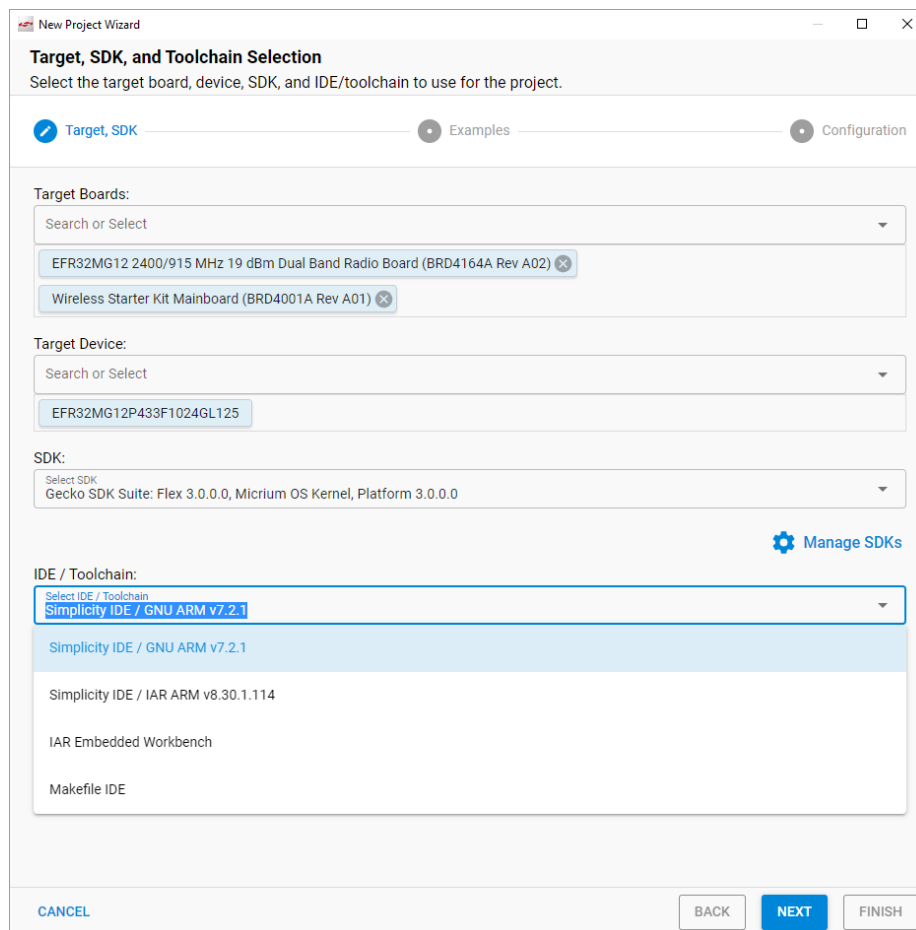 New Project Wizard
Target, SDK, and Toolchain Selection
Select the target board, device, SDK, and IDE/toolchain to use for the project.
Target, SDK
Examples
Configuration
Target Boards:
Search or Select
EFR32MG12 2400/915 MHz 19 dBm Dual Band Radio Board (BRD4164A Rev A02)
Wireless Starter Kit Mainboard (BRD4001A Rev A01)
Target Device:
Search or Select
EFR32MG12P433F1024GL125
SDK:
Select SDK
Gecko SDK Suite: Flex 3.0.0.0, Micrium OS Kernel, Platform 3.0.0.0
Manage SDKs
IDE / Toolchain:
Select IDE / Toolchain
Simplicity IDE / GNU ARM v7.2.1
Simplicity IDE / GNU ARM v7.2.1
Simplicity IDE / IAR ARM v8.30.1.114
IAR Embedded Workbench
Makefile IDE
CANCEL
BACK
NEXT
FINISH